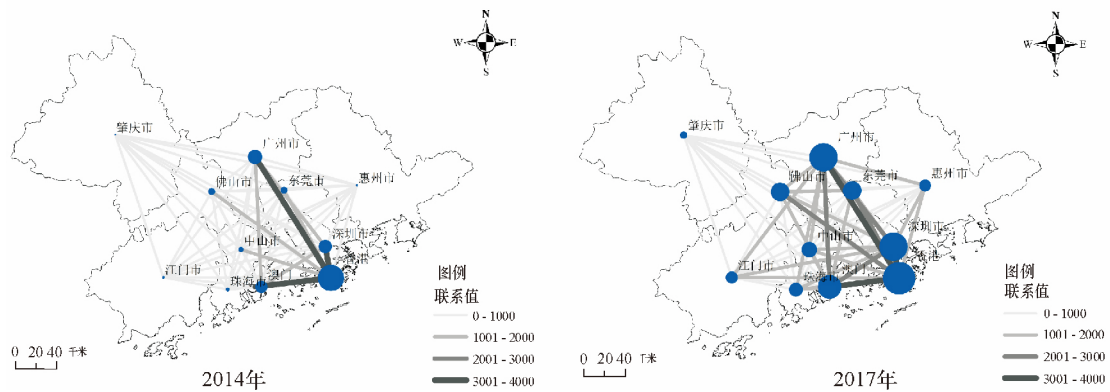 N
W E
S
肇庆市
广州市
佛山市
东莞市
惠州市
深圳市
中山市
香港
江门市
珠海市
澳门
图例
联系值
0 - 1000
1001 - 2000
2001 - 3000
3001 - 4000
0 20 40 千米
2014年
N
W E
S
肇庆市
广州市
佛山市
东莞市
惠州市
深圳市
中山市
香港
江门市
珠海市
澳门
图例
联系值
0 - 1000
1001 - 2000
2001 - 3000
3001 - 4000
0 20 40 千米
2017年